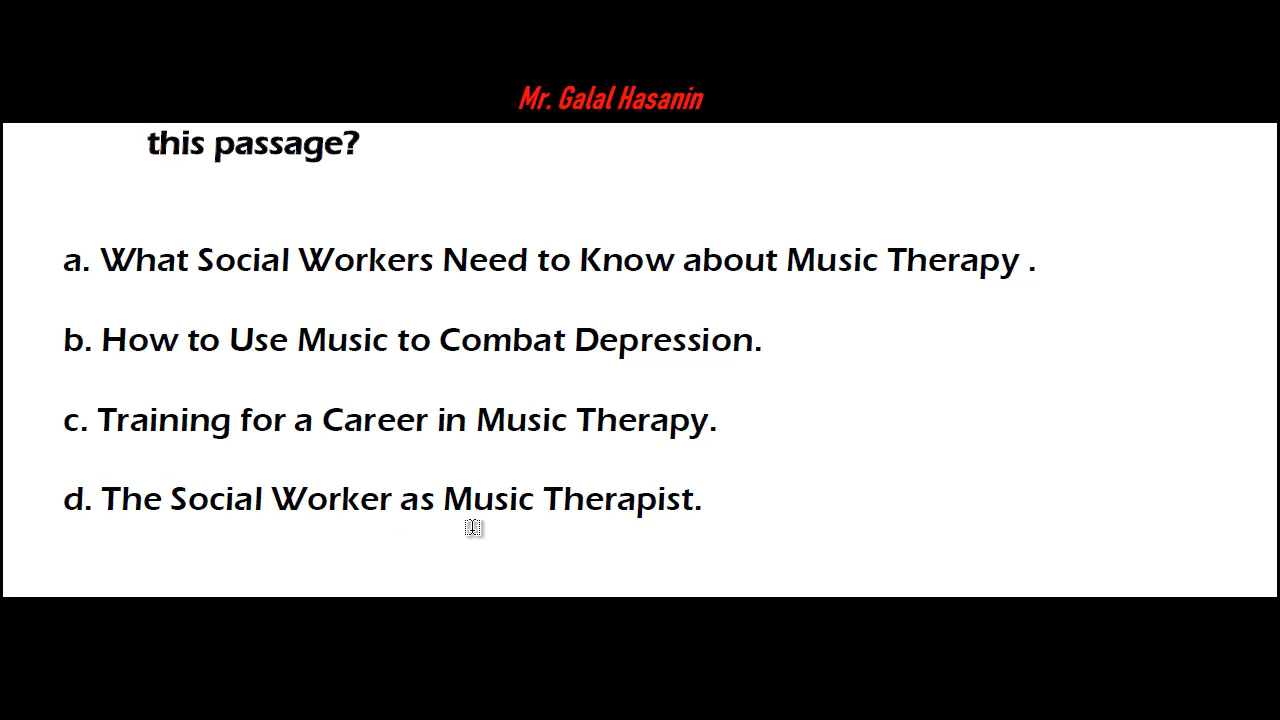 Mr. Galal Hasanin
this passage?
a. What Social Workers Need to Know about Music Therapy .
b. How to Use Music to Combat Depression.
c. Training for a Career in Music Therapy.
d. The Social Worker as Music Therapist.